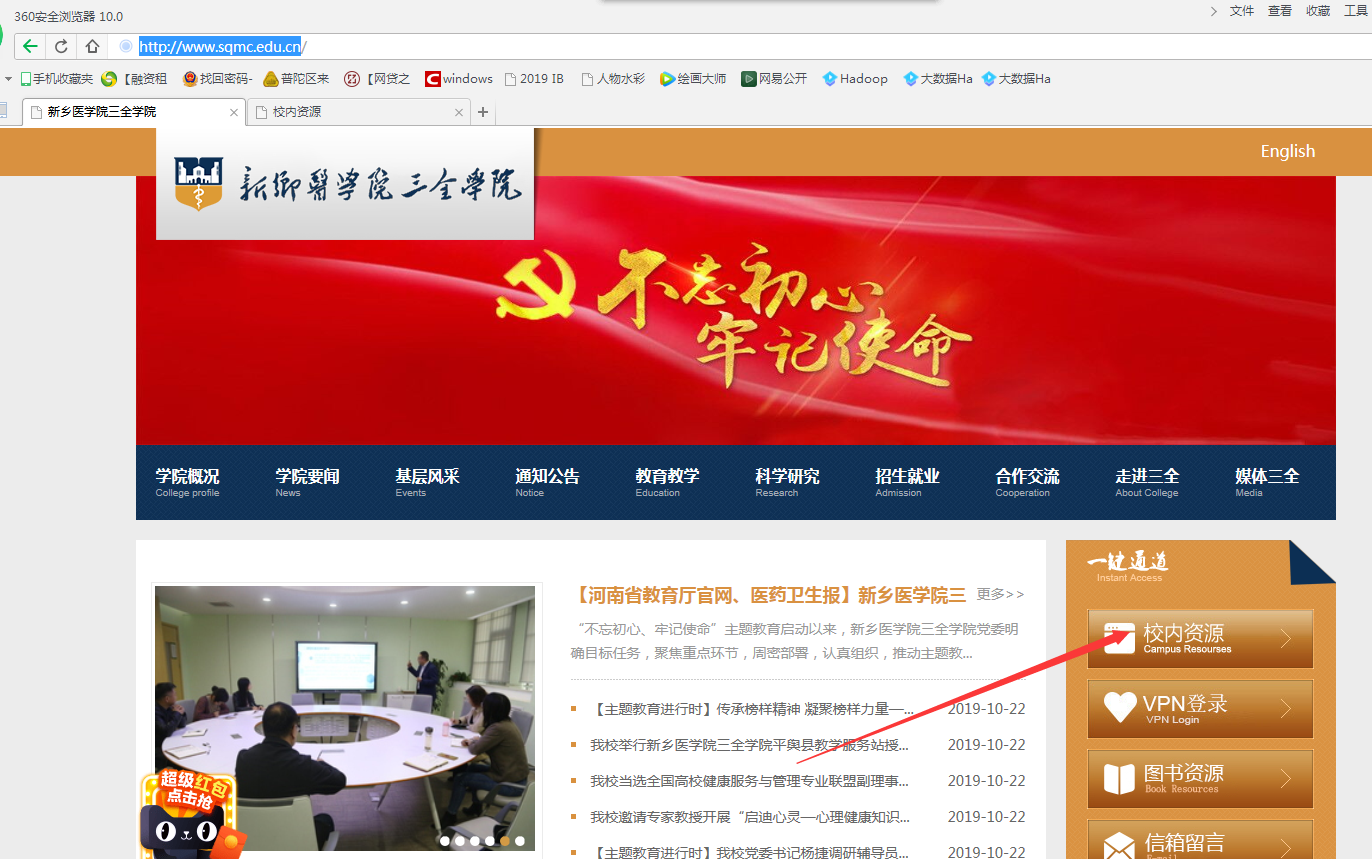 360安全浏览器 10.0
文件 查看 收藏 工具
http://www.sqmc.edu.cn/
手机收藏夹 【融资租 找回密码- 普陀区来 【网贷之 windows 2019 IB 人物水彩 绘画大师 网易公开 Hadoop 大数据Ha 大数据Ha
新乡医学院三全学院 校内资源
English
新鄉醫学院三全學院
不忘初心
牢记使命
学院概况 学院要闻 基层风采 通知公告 教育教学 科学研究 招生就业 合作交流 走进三全 媒体三全
College profile News Events Notice Education Research Admission Cooperation About College Media
一键通道
Instant Access
【河南省教育厅官网、医药卫生报】新乡医学院三 更多>>
“不忘初心、牢记使命”主题教育启动以来，新乡医学院三全学院党委明
确目标任务，聚焦重点环节，周密部署，认真组织，推动主题教...
【主题教育进行时】传承榜样精神 凝聚榜样力量—... 2019-10-22
我校举行新乡医学院三全学院平舆县教学服务站授... 2019-10-22
我校当选全国高校健康服务与管理专业联盟副理事... 2019-10-22
我校邀请专家教授开展“启迪心灵—心理健康知识... 2019-10-22
【主题教育进行时】我校党委书记杨捷调研辅导员... 2019-10-22
校内资源
Campus Resourses
VPN登录
VPN Login
图书资源
Book Resources
信箱留言
E-mail
超级红包
点击抢